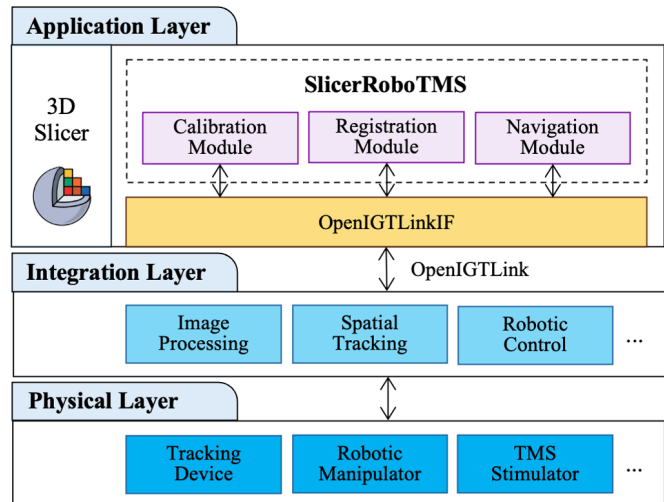 Application Layer
3D
Slicer
SlicerRoboTMS
Calibration
Module
Registration
Module
Navigation
Module
OpenIGTLinkIF
OpenIGTLink
Integration Layer
Image
Processing
Spatial
Tracking
Robotic
Control
...
Physical Layer
Tracking
Device
Robotic
Manipulator
TMS
Stimulator
...